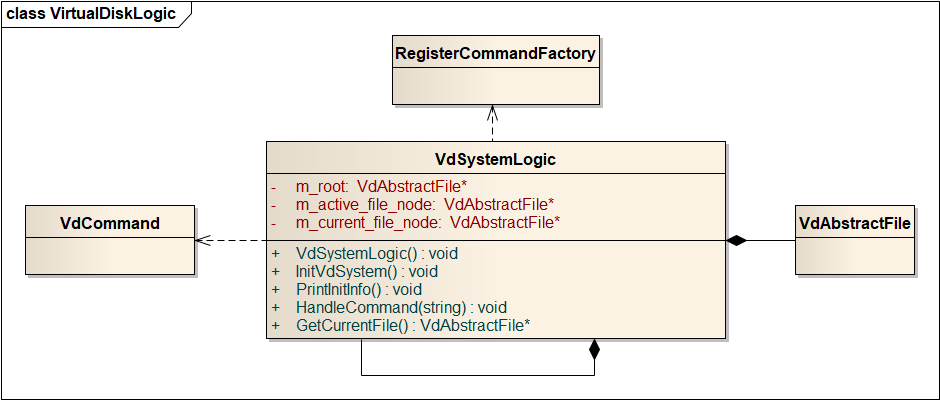 class VirtualDiskLogic
RegisterCommandFactory
VdSystemLogic
- m_root: VdAbstractFile*
- m_active_file_node: VdAbstractFile*
- m_current_file_node: VdAbstractFile*
+ VdSystemLogic() : void
+ InitVdSystem() : void
+ PrintInitInfo() : void
+ HandleCommand(string) : void
+ GetCurrentFile() : VdAbstractFile*
VdCommand
VdAbstractFile